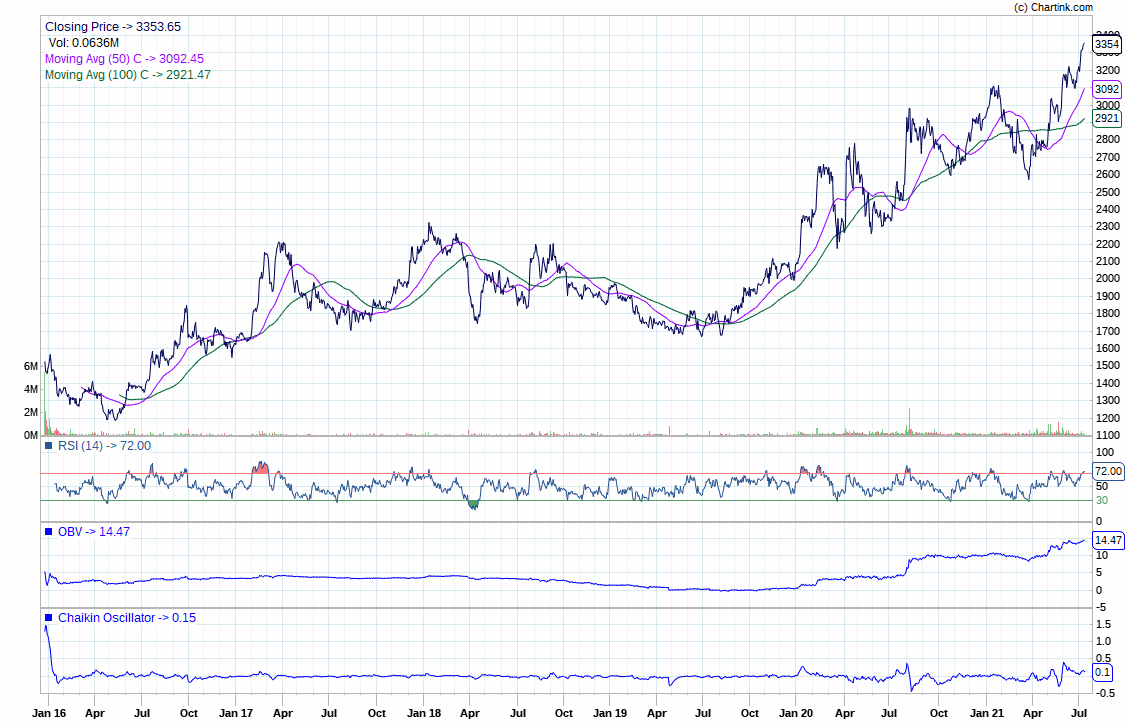 (c) Chartink.com
Closing Price -> 3353.65
Vol: 0.0636M
Moving Avg (50) C -> 3092.45
Moving Avg (100) C -> 2921.47
3354
3200
3092
3000
2921
2800
2700
2600
2500
2400
2300
2200
2100
2000
1900
1800
1700
1600
1500
1400
1300
1200
1100
6M
4M
2M
0M
RSI (14) -> 72.00
100
72.00
50
30
0
OBV -> 14.47
14.47
10
5
0
-5
Chaikin Oscillator -> 0.15
1.5
1.0
0.5
0.1
-0.5
Jan 16 Apr Jul Oct Jan 17 Apr Jul Oct Jan 18 Apr Jul Oct Jan 19 Apr Jul Oct Jan 20 Apr Jul Oct Jan 21 Apr Jul